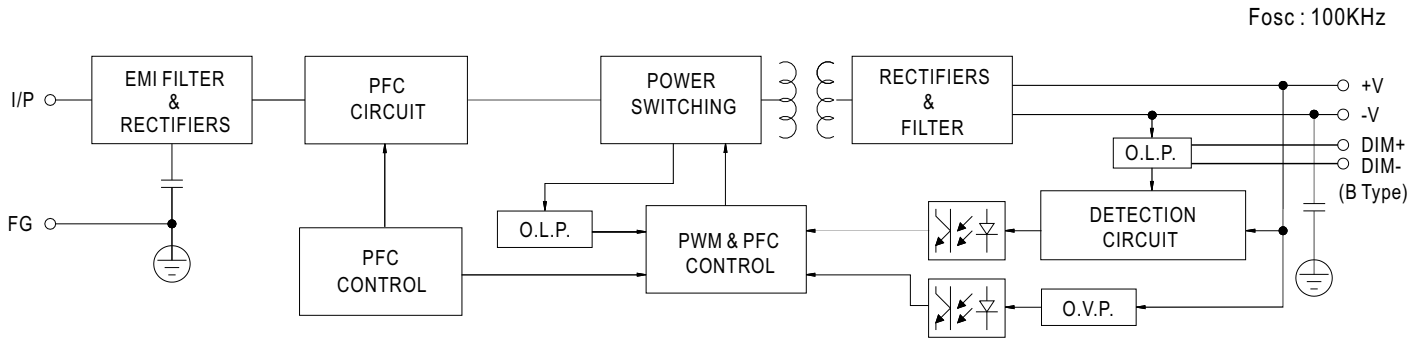 Fosc : 100KHz
I/P
EMI FILTER
&
RECTIFIERS
PFC
CIRCUIT
POWER
SWITCHING
RECTIFIERS
&
FILTER
+V
-V
DIM+
DIM-
(B Type)
O.L.P.
FG
O.L.P.
PFC
CONTROL
PWM & PFC
CONTROL
DETECTION
CIRCUIT
O.V.P.